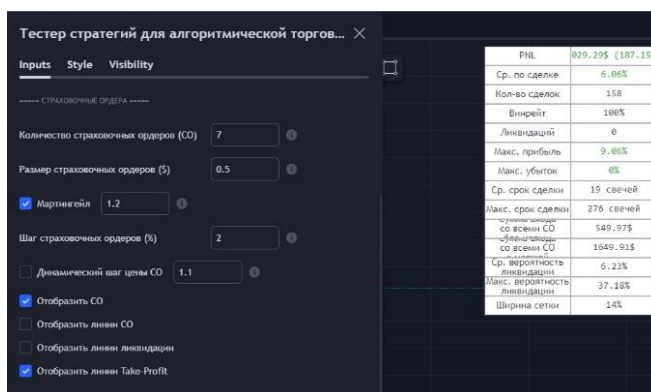 Тестер стратегий для алгоритмической торгов...
Inputs Style Visibility
----- СТРАХОВОЧНЫЕ ОРДЕРА -----
Количество страховочных ордеров (СО) 7
Размер страховочных ордеров ($) 0.5
Мартингейл 1.2
Шаг страховочных ордеров (%) 2
Динамический шаг цены СО 1.1
Отобразить СО
Отобразить линии СО
Отобразить линии ликвидации
Отобразить линии Take-Profit
PNL 029.29$ (187.15
Ср. по сделке 6.06%
Кол-во сделок 158
Винрейт 100%
Ликвидаций 0
Макс. прибыль 9.06%
Макс. убыток 0%
Ср. срок сделки 19 свечей
Макс. срок сделки 276 свечей
со всеми СО 549.97$
со всеми СО 1649.91$
Ср. вероятность
ликвидации 6.23%
Макс. вероятность
ликвидации 37.18%
Ширина сетки 14%